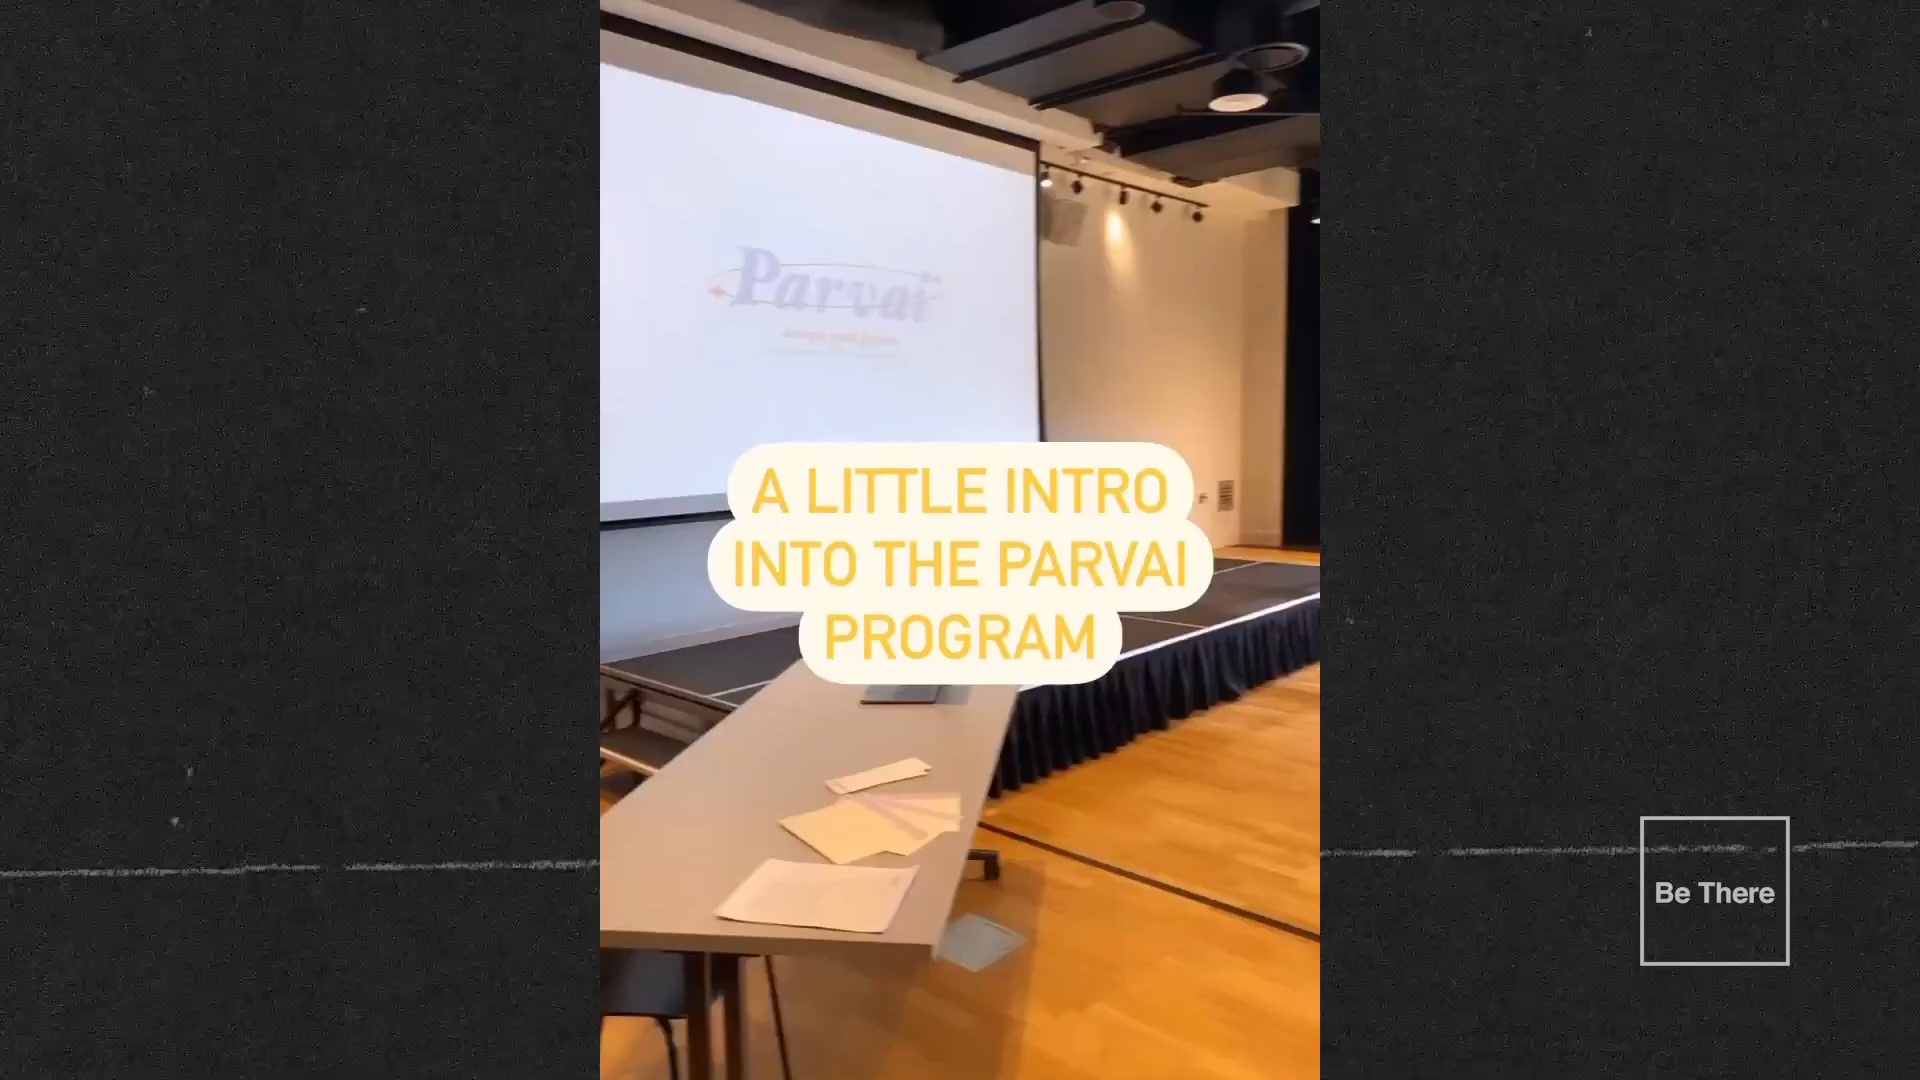 Parvai
A LITTLE INTRO
INTO THE PARVAI
PROGRAM
Be There